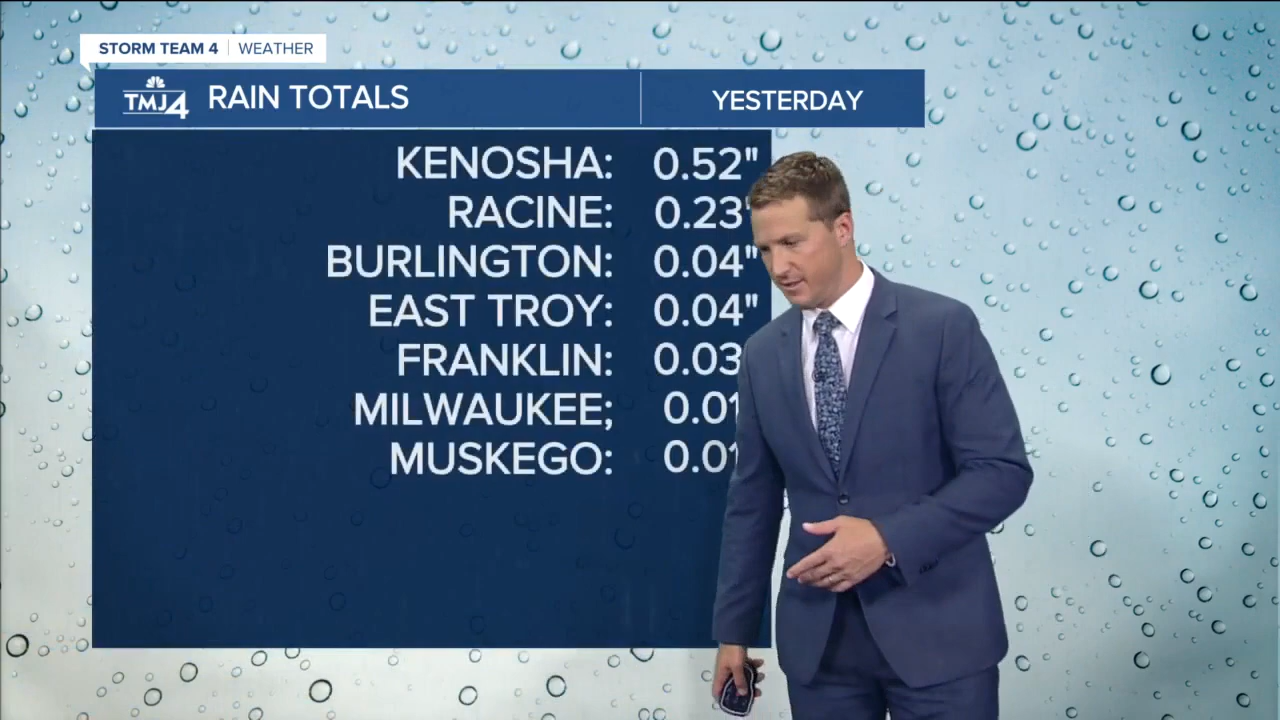 STORM TEAM 4 | WEATHER
TMJ4 RAIN TOTALS YESTERDAY
KENOSHA: 0.52"
RACINE: 0.23"
BURLINGTON: 0.04"
EAST TROY: 0.04"
FRANKLIN: 0.03
MILWAUKEE; 0.01
MUSKEGO: 0.01